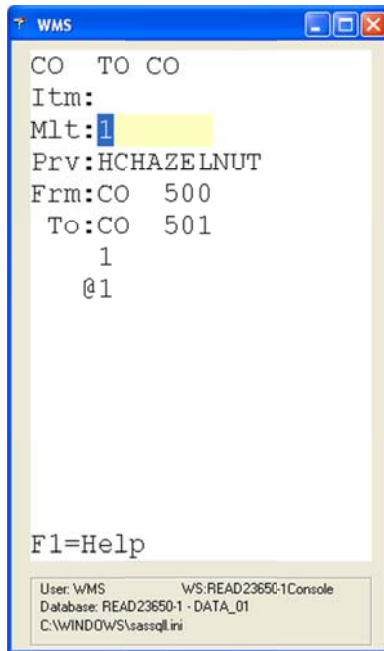 WMS
CO TO CO
Itm:
Mlt:1
Prv:HCHAZELNUT
Frm:CO 500
To:CO 501
1
@1
F1=Help
User: WMS WS:READ23650-1Console
Database: READ23650-1 - DATA_01
C:\WINDOWS\sassqll.ini